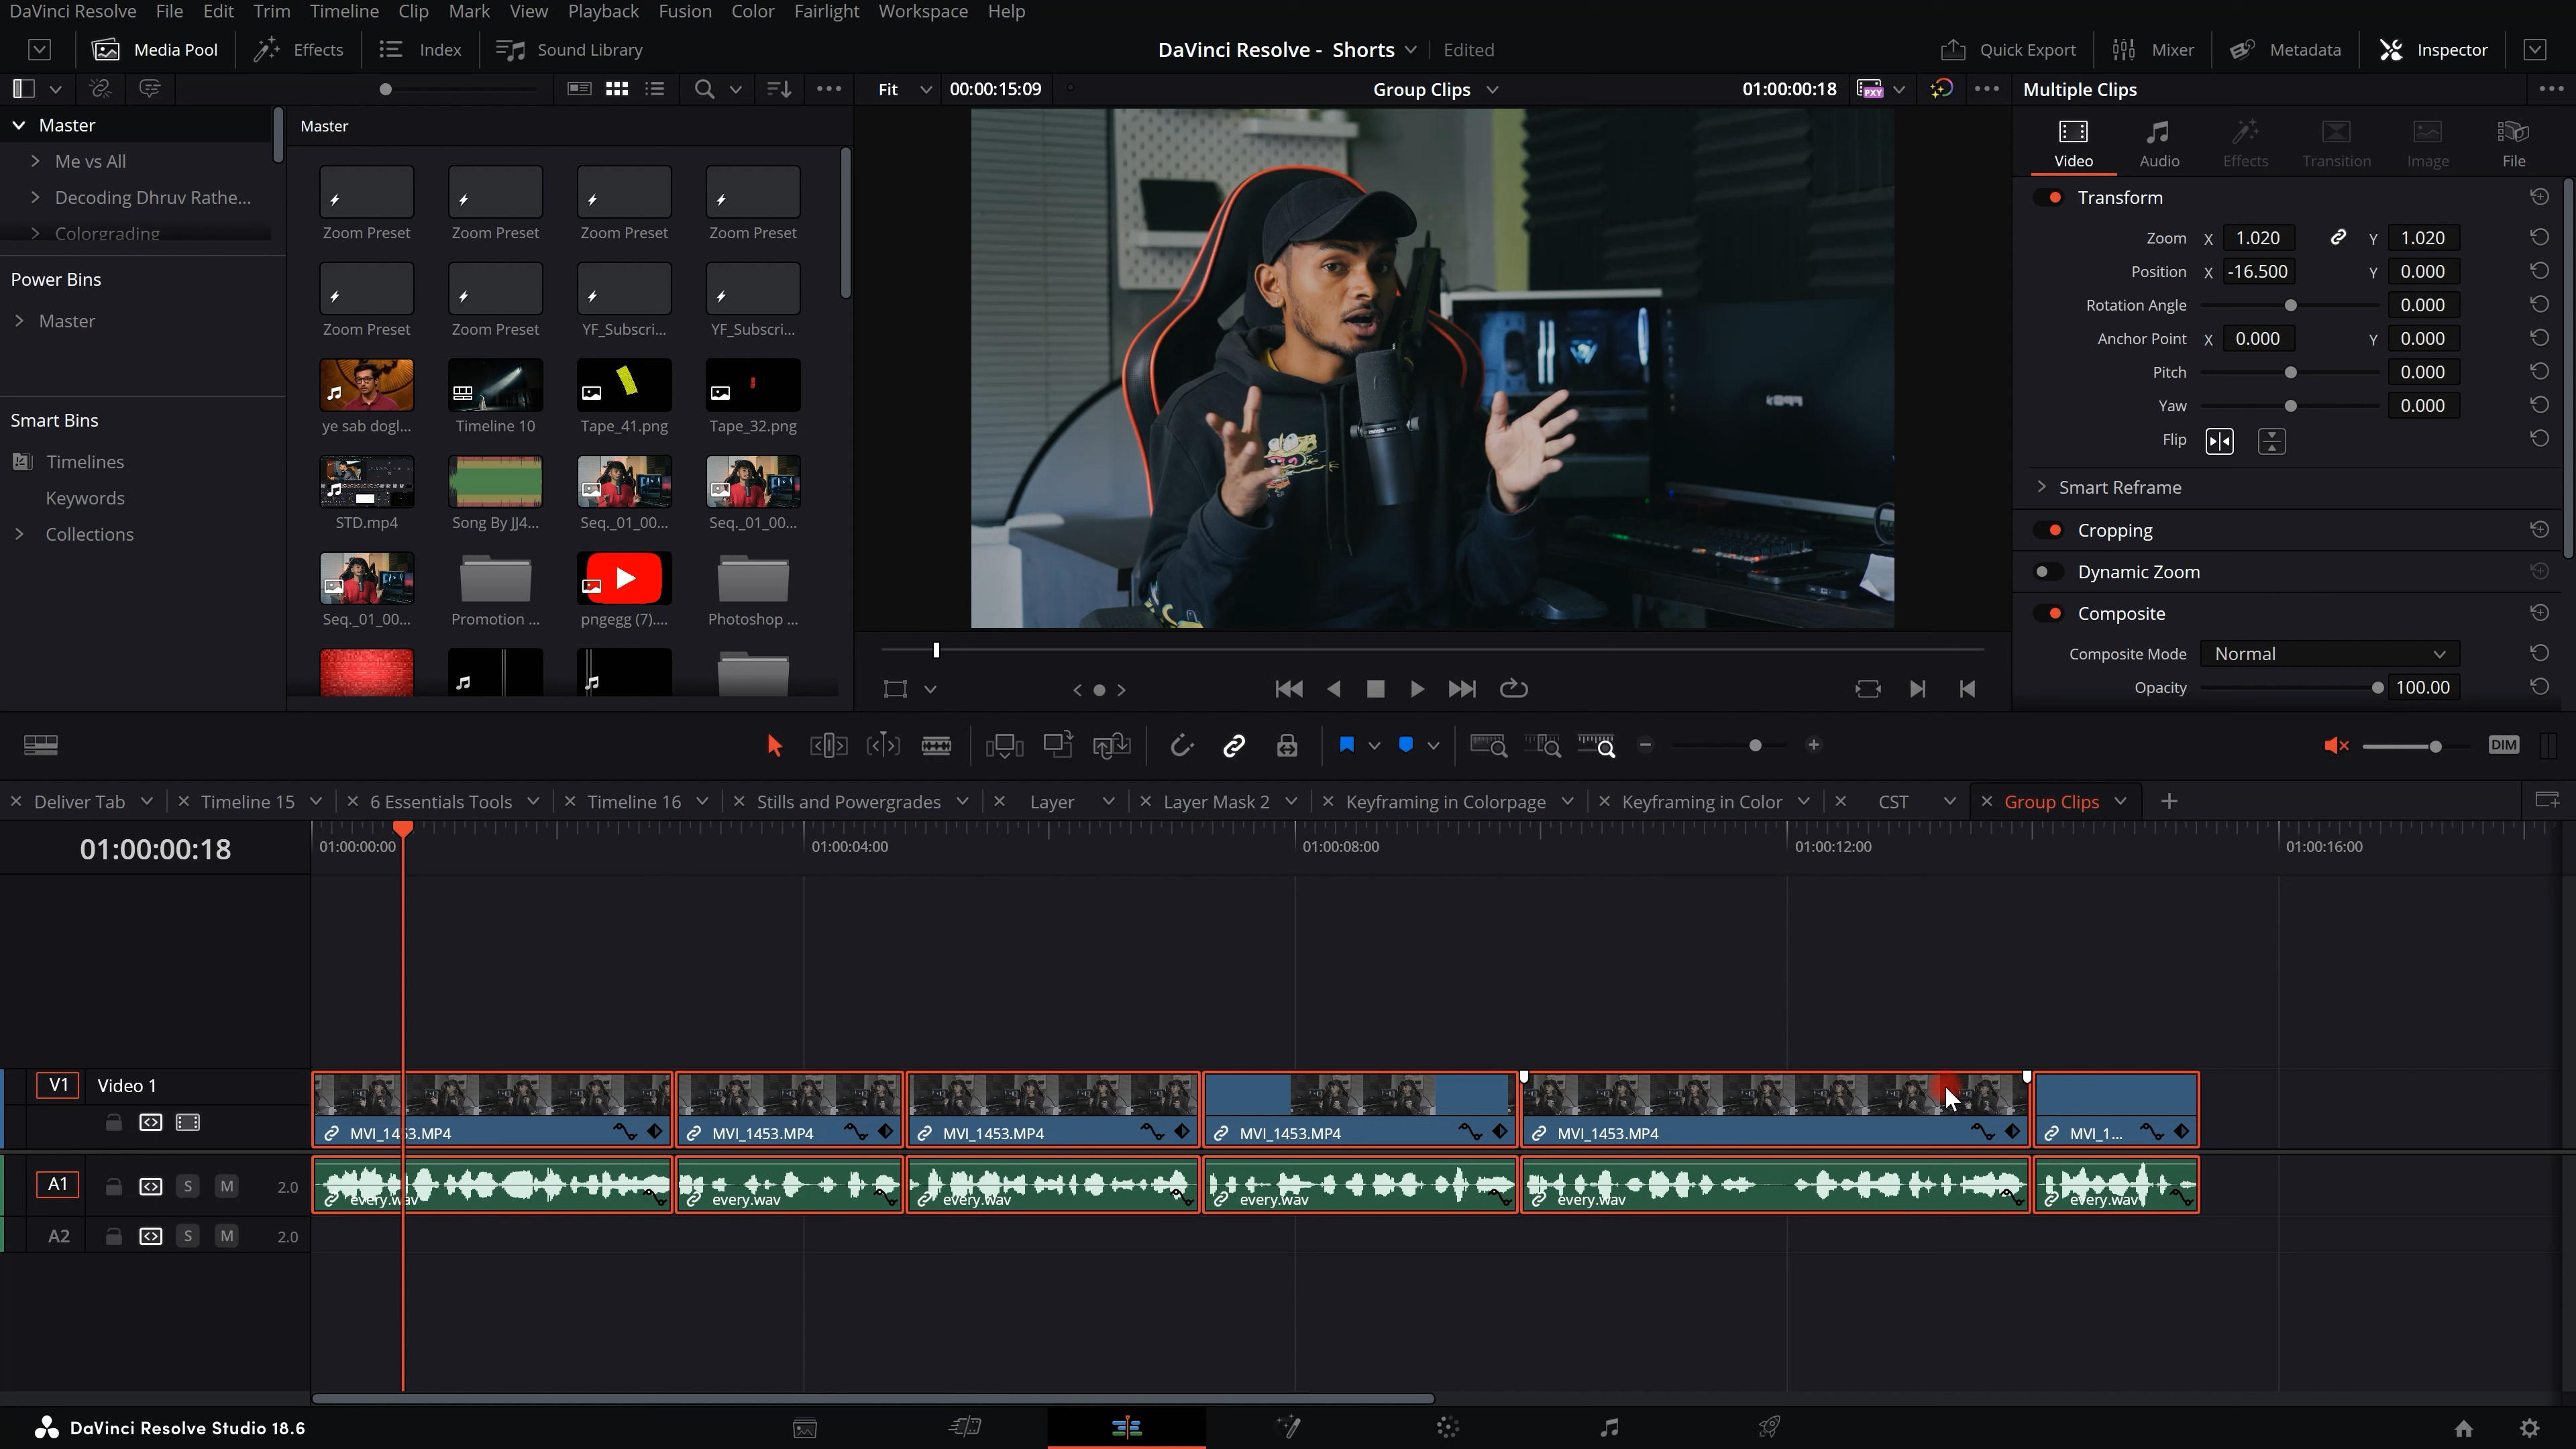 DaVinci Resolve File Edit Trim Timeline Clip Mark View Playback Fusion Color Fairlight Workspace Help
Media Pool Effects Index Sound Library DaVinci Resolve - Shorts Edited Quick Export Mixer Metadata Inspector
Fit 00:00:15:09 Group Clips 01:00:00:18 PXY Multiple Clips
Master
Me vs All
Decoding Dhruv Rathe...
Colorgrading
Power Bins
Master
Smart Bins
Timelines
Keywords
Collections
Master
Zoom Preset Zoom Preset Zoom Preset Zoom Preset
Zoom Preset Zoom Preset YF_Subscri... YF_Subscri...
ye sab dogl... Timeline 10 Tape_41.png Tape_32.png
STD.mp4 Song By JJ4... Seq._01_00... Seq._01_00...
Seq._01_00... Promotion ... pngegg (7).... Photoshop ...
Video Audio Effects Transition Image File
Transform
Zoom X 1.020 Y 1.020
Position X -16.500 Y 0.000
Rotation Angle 0.000
Anchor Point X 0.000 Y 0.000
Pitch 0.000
Yaw 0.000
Flip
Smart Reframe
Cropping
Dynamic Zoom
Composite
Composite Mode Normal
Opacity 100.00
DIM
Deliver Tab Timeline 15 6 Essentials Tools Timeline 16 Stills and Powergrades Layer Layer Mask 2 Keyframing in Colorpage Keyframing in Color CST Group Clips
01:00:00:18 01:00:00:00 01:00:04:00 01:00:08:00 01:00:12:00 01:00:16:00
V1 Video 1
MVI_1453.MP4 MVI_1453.MP4 MVI_1453.MP4 MVI_1453.MP4 MVI_1453.MP4 MVI_1...
A1 S M 2.0
every.wav every.wav every.wav every.wav every.wav every.wav
A2 S M 2.0
DaVinci Resolve Studio 18.6